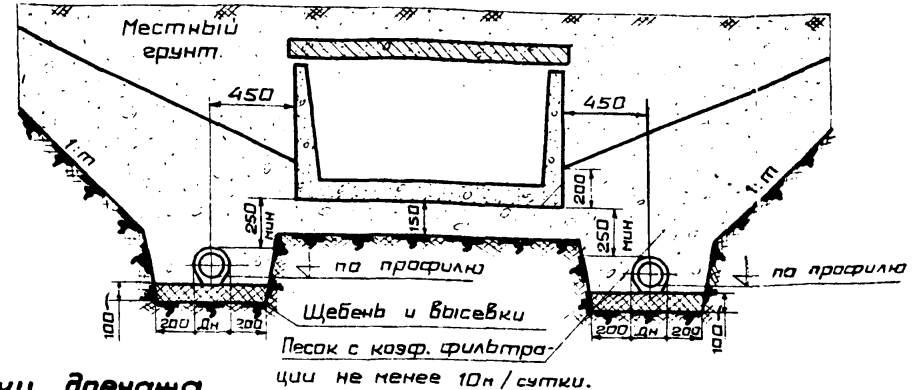 Местный
грунт.
450
450
1:m
1:m
200
250
мин
150
250
мин
по профилю
по профилю
100
200 Дн 200
Щебень и высевки
200 Дн 200
100
Песок с коэф. фильтра-
ции не менее 10м/сутки.
дренажа